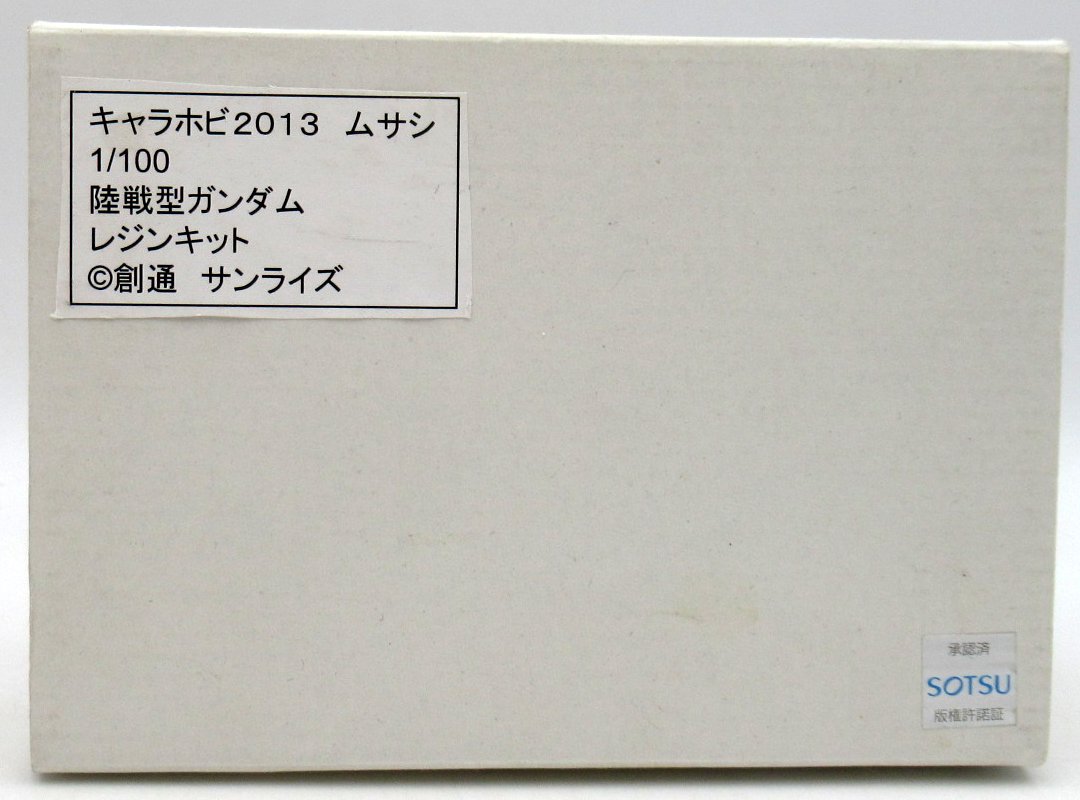 キャラホビ２０１３　ムサシ
1/100
陸戦型ガンダム
レジンキット
©創通　サンライズ
承認済
SOTSU
版権許諾証